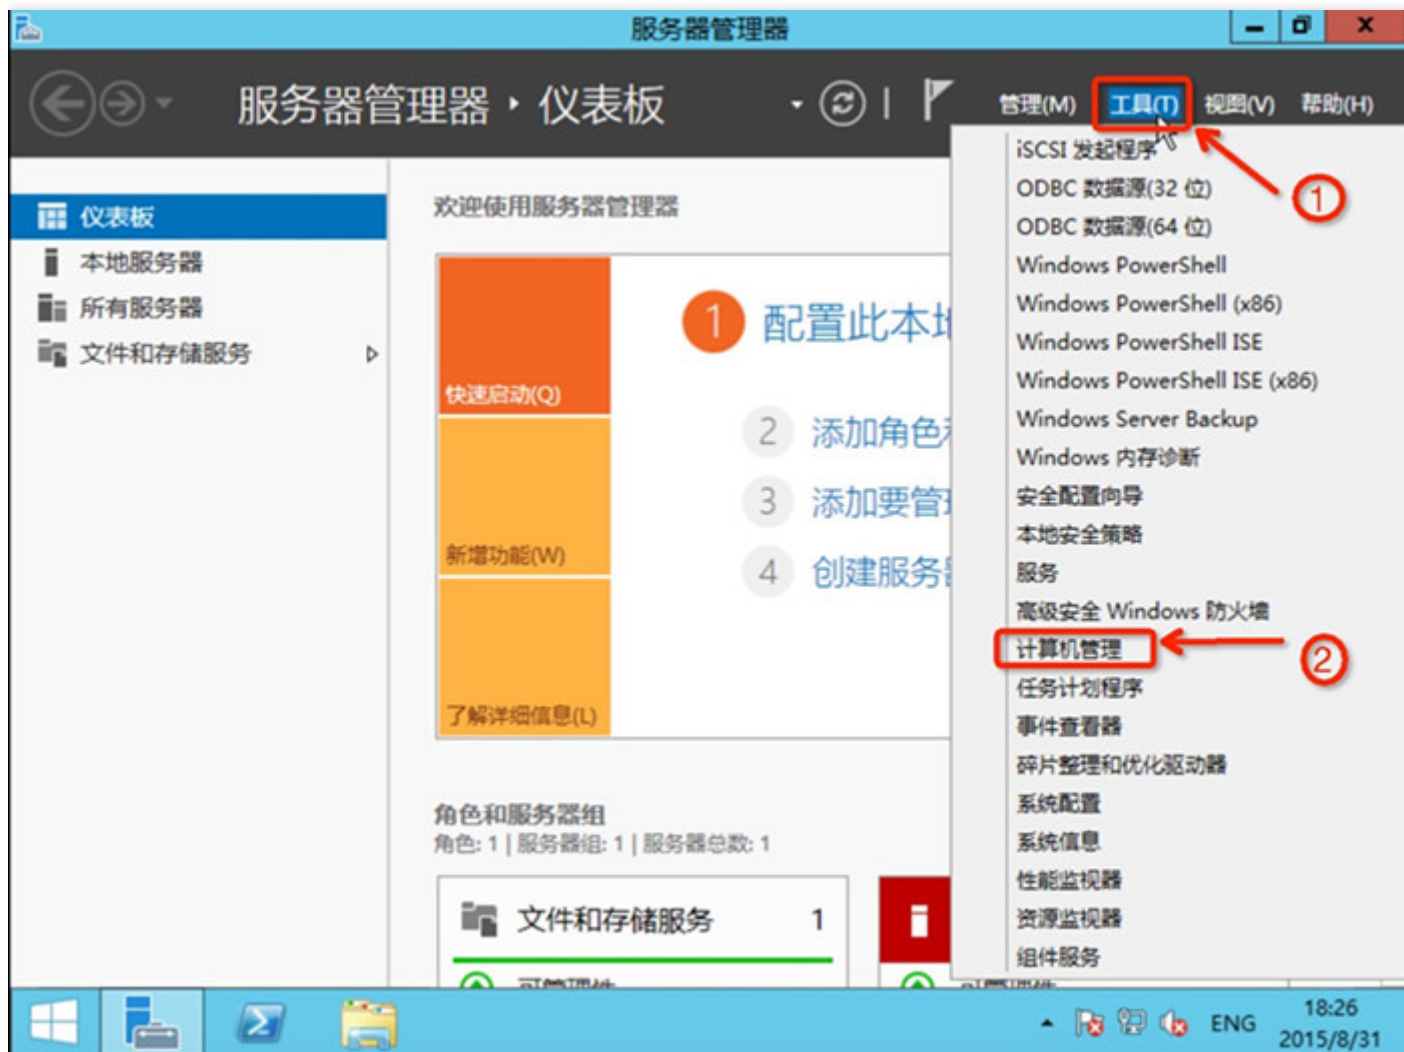 服务器管理器
服务器管理器 · 仪表板
管理(M) 工具(T) 视图(V) 帮助(H)
仪表板
本地服务器
所有服务器
文件和存储服务
欢迎使用服务器管理器
快速启动(Q)
新增功能(W)
了解详细信息(L)
1 配置此本地
2 添加角色
3 添加要管
4 创建服务
角色和服务器组
角色: 1 | 服务器组: 1 | 服务器总数: 1
文件和存储服务 1
iSCSI 发起程序
ODBC 数据源(32 位)
ODBC 数据源(64 位)
Windows PowerShell
Windows PowerShell (x86)
Windows PowerShell ISE
Windows PowerShell ISE (x86)
Windows Server Backup
Windows 内存诊断
安全配置向导
本地安全策略
服务
高级安全 Windows 防火墙
计算机管理
任务计划程序
事件查看器
碎片整理和优化驱动器
系统配置
系统信息
性能监视器
资源监视器
组件服务
1
2
ENG
18:26
2015/8/31